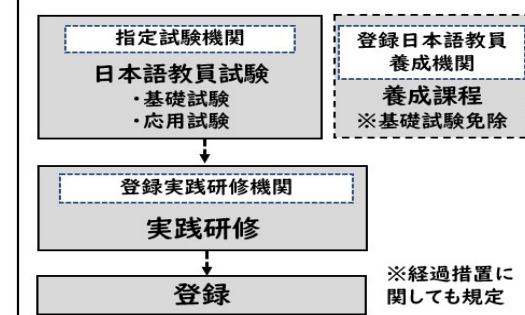 指定試験機関
日本語教員試験
・基礎試験
・応用試験
登録日本語教員
養成機関
養成課程
※基礎試験免除
登録実践研修機関
実践研修
登録
※経過措置に
関しても規定